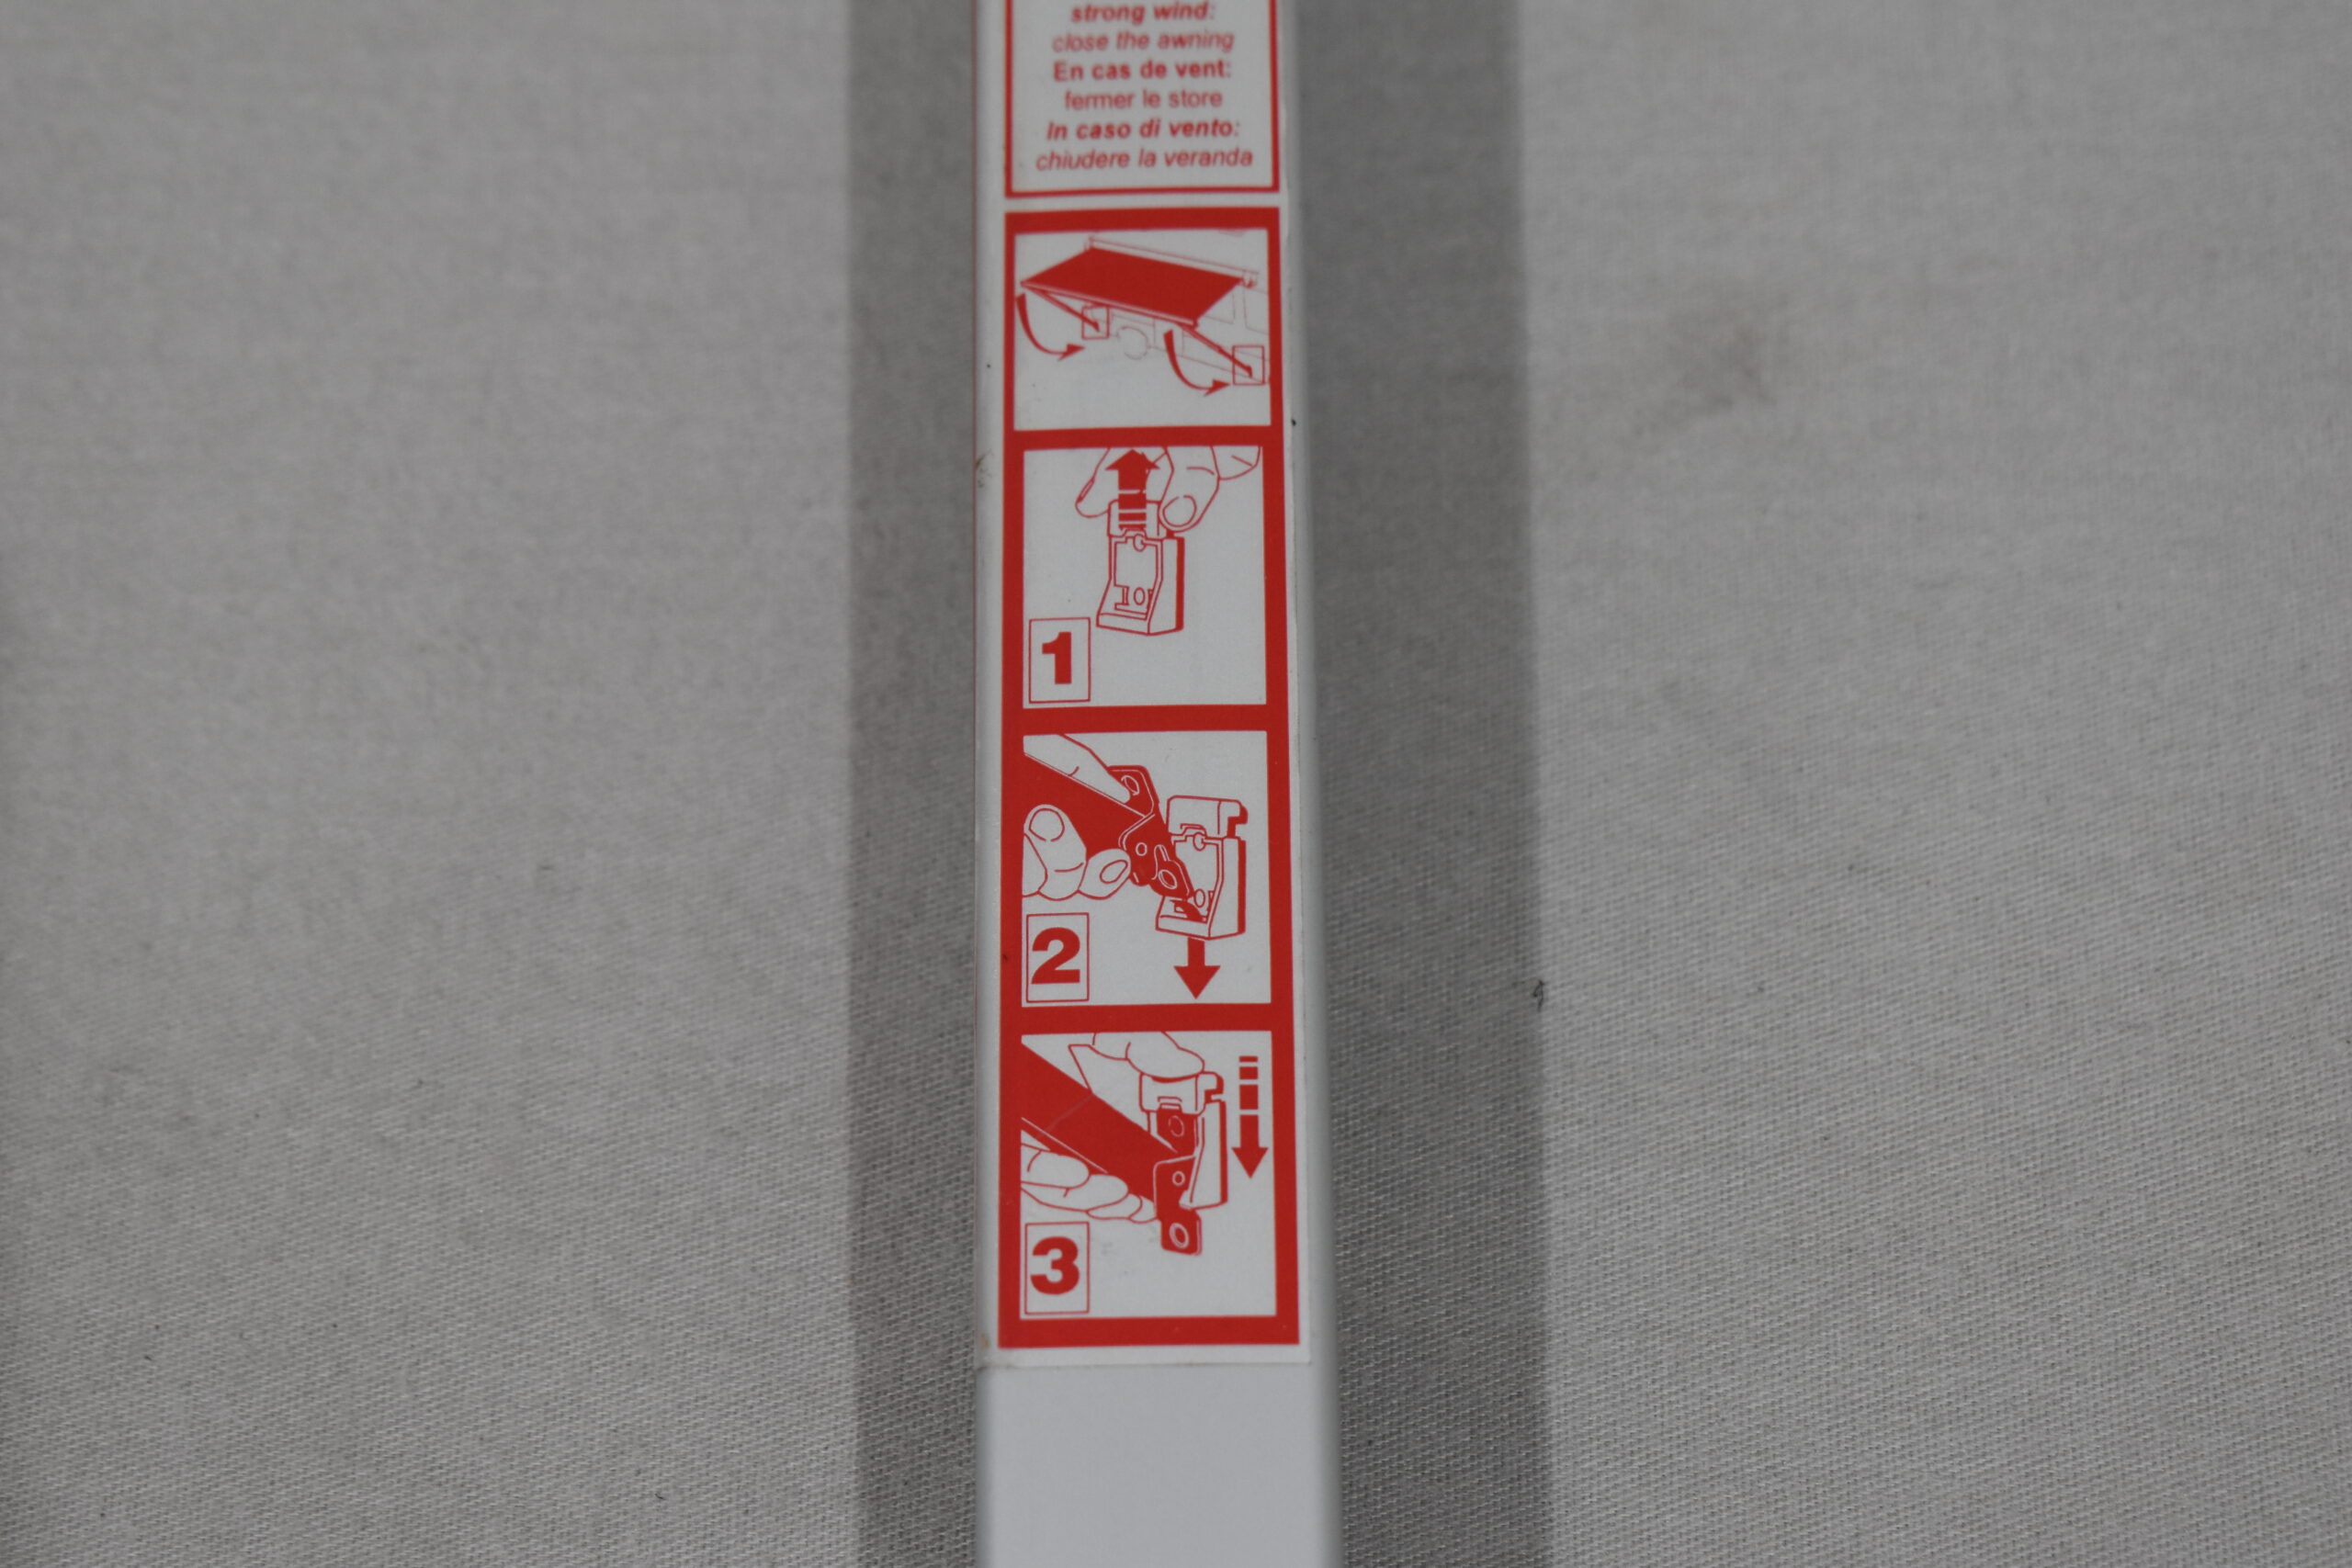 strong wind:
close the awning
En cas de vent:
fermer le store
In caso di vento:
chiudere la veranda
1
2
3